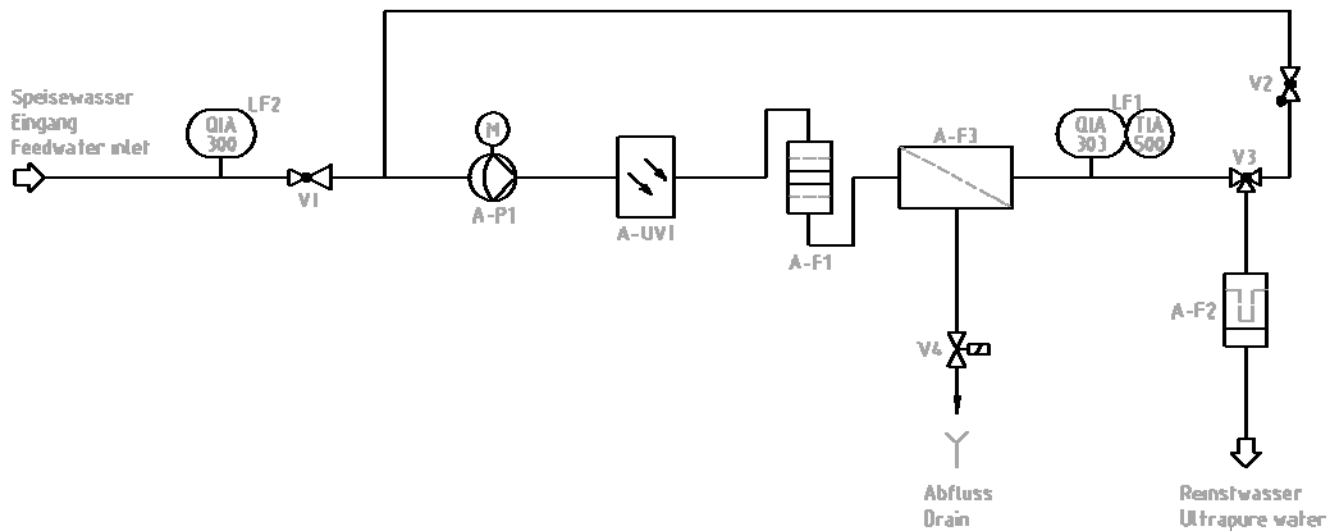 Speisewasser
Eingang
Feedwater inlet
LF2
QIA
300
V1
M
A-P1
A-UV1
A-F1
A-F3
V4
Abfluss
Drain
LF1
QIA
303
TIA
500
V2
V3
A-F2
Reinstwasser
Ultrapure water